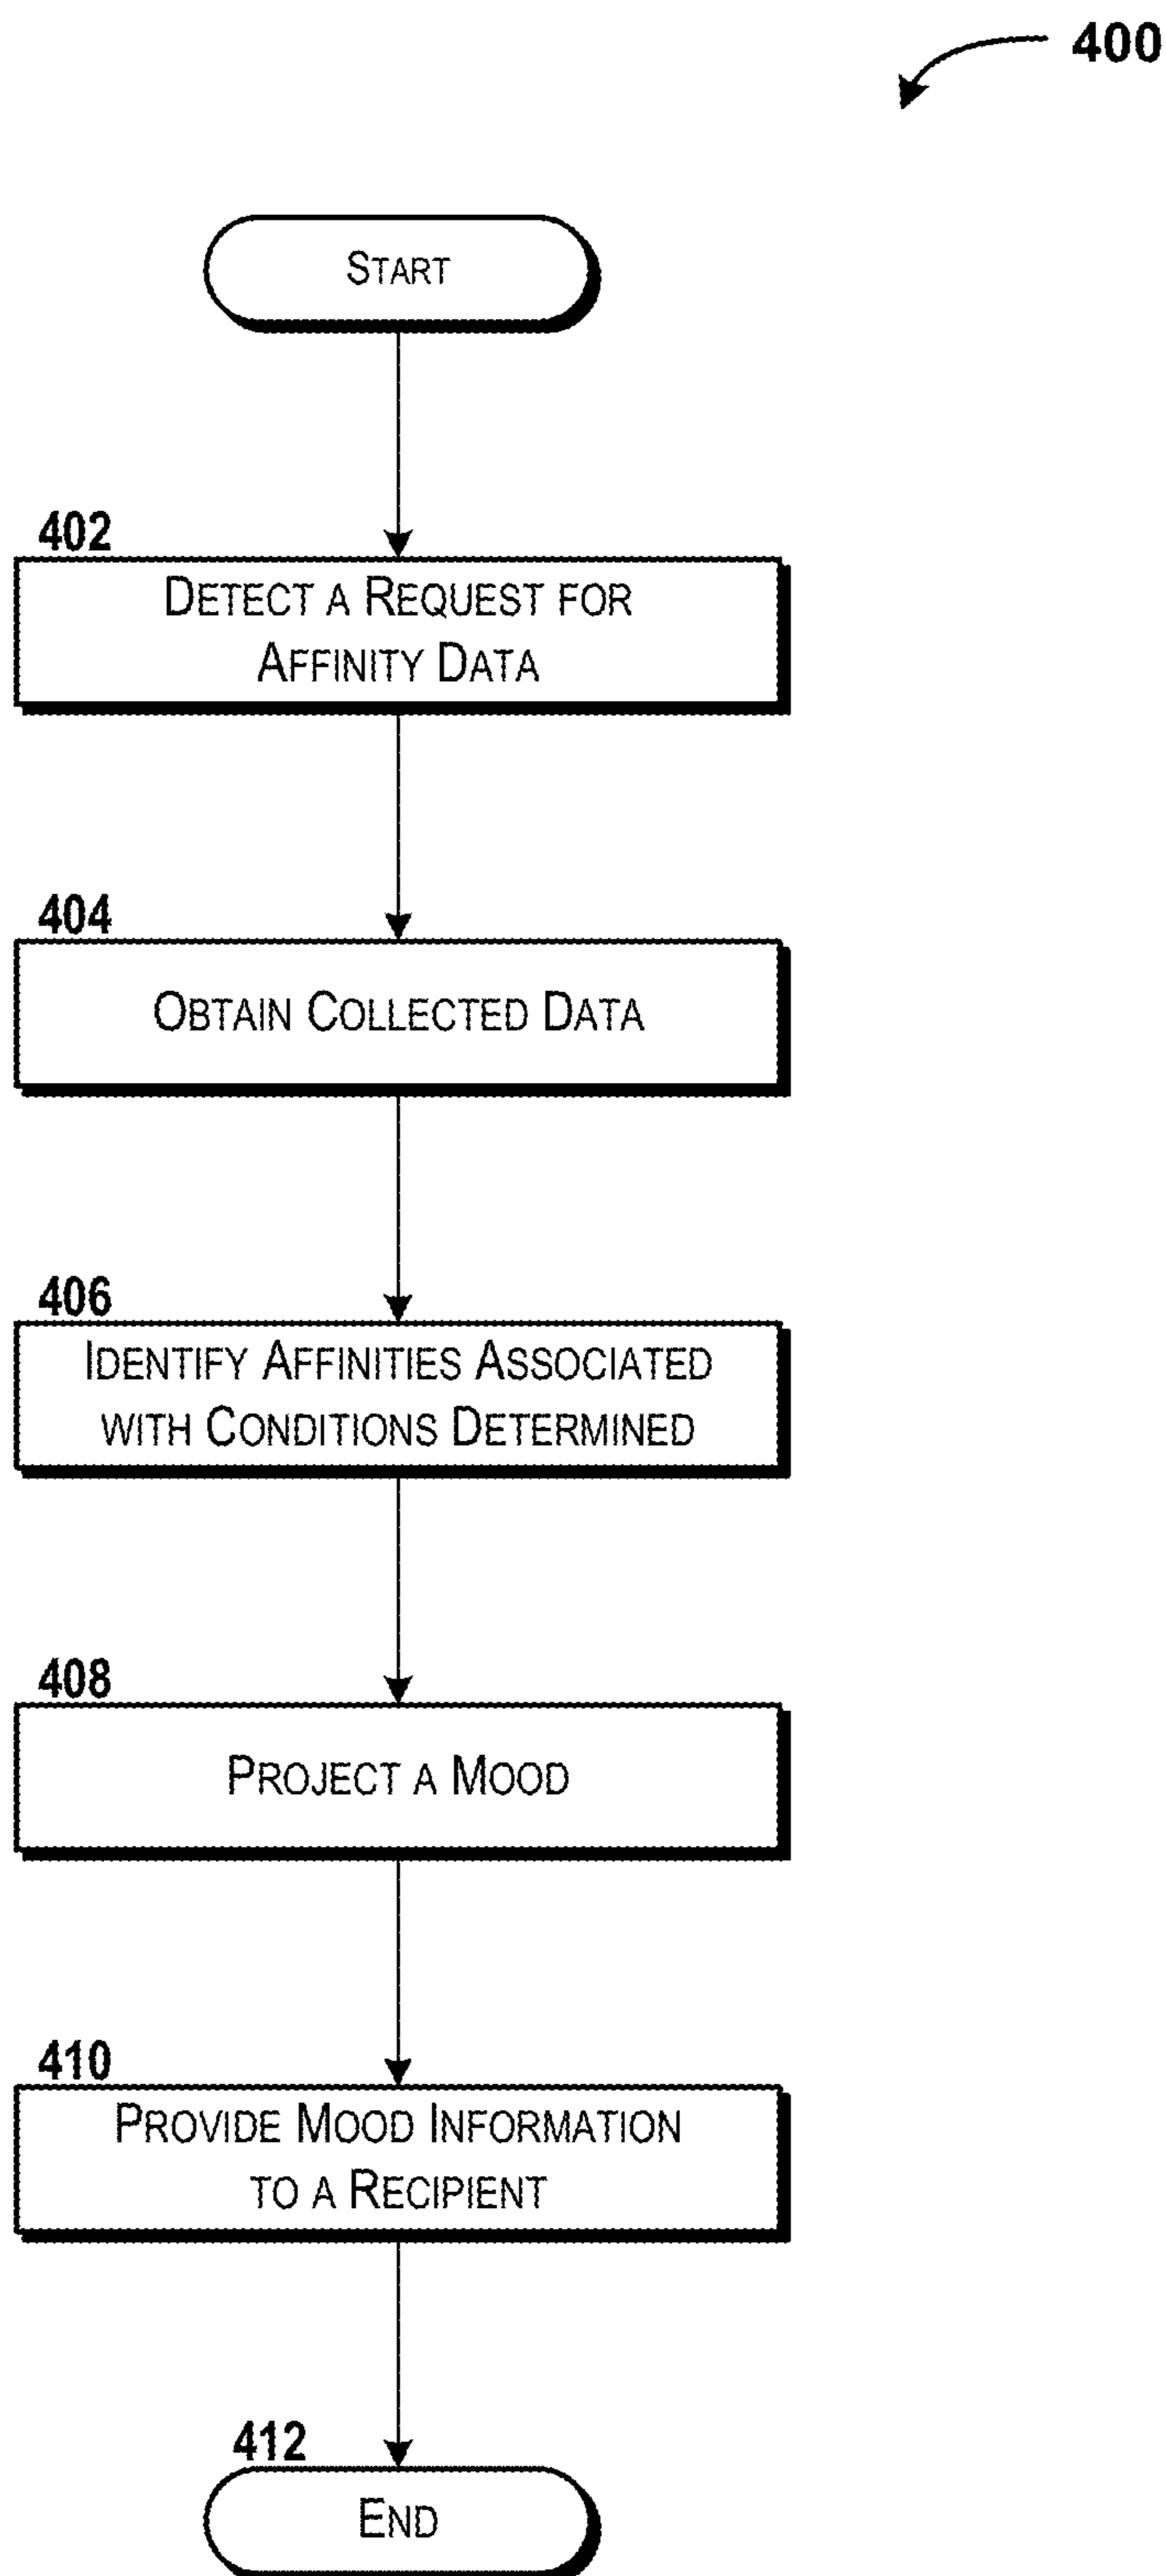 400
START
402
DETECT A REQUEST FOR
AFFINITY DATA
404
OBTAIN COLLECTED DATA
406
IDENTIFY AFFINITIES ASSOCIATED
WITH CONDITIONS DETERMINED
408
PROJECT A MOOD
410
PROVIDE MOOD INFORMATION
TO A RECIPIENT
412
END